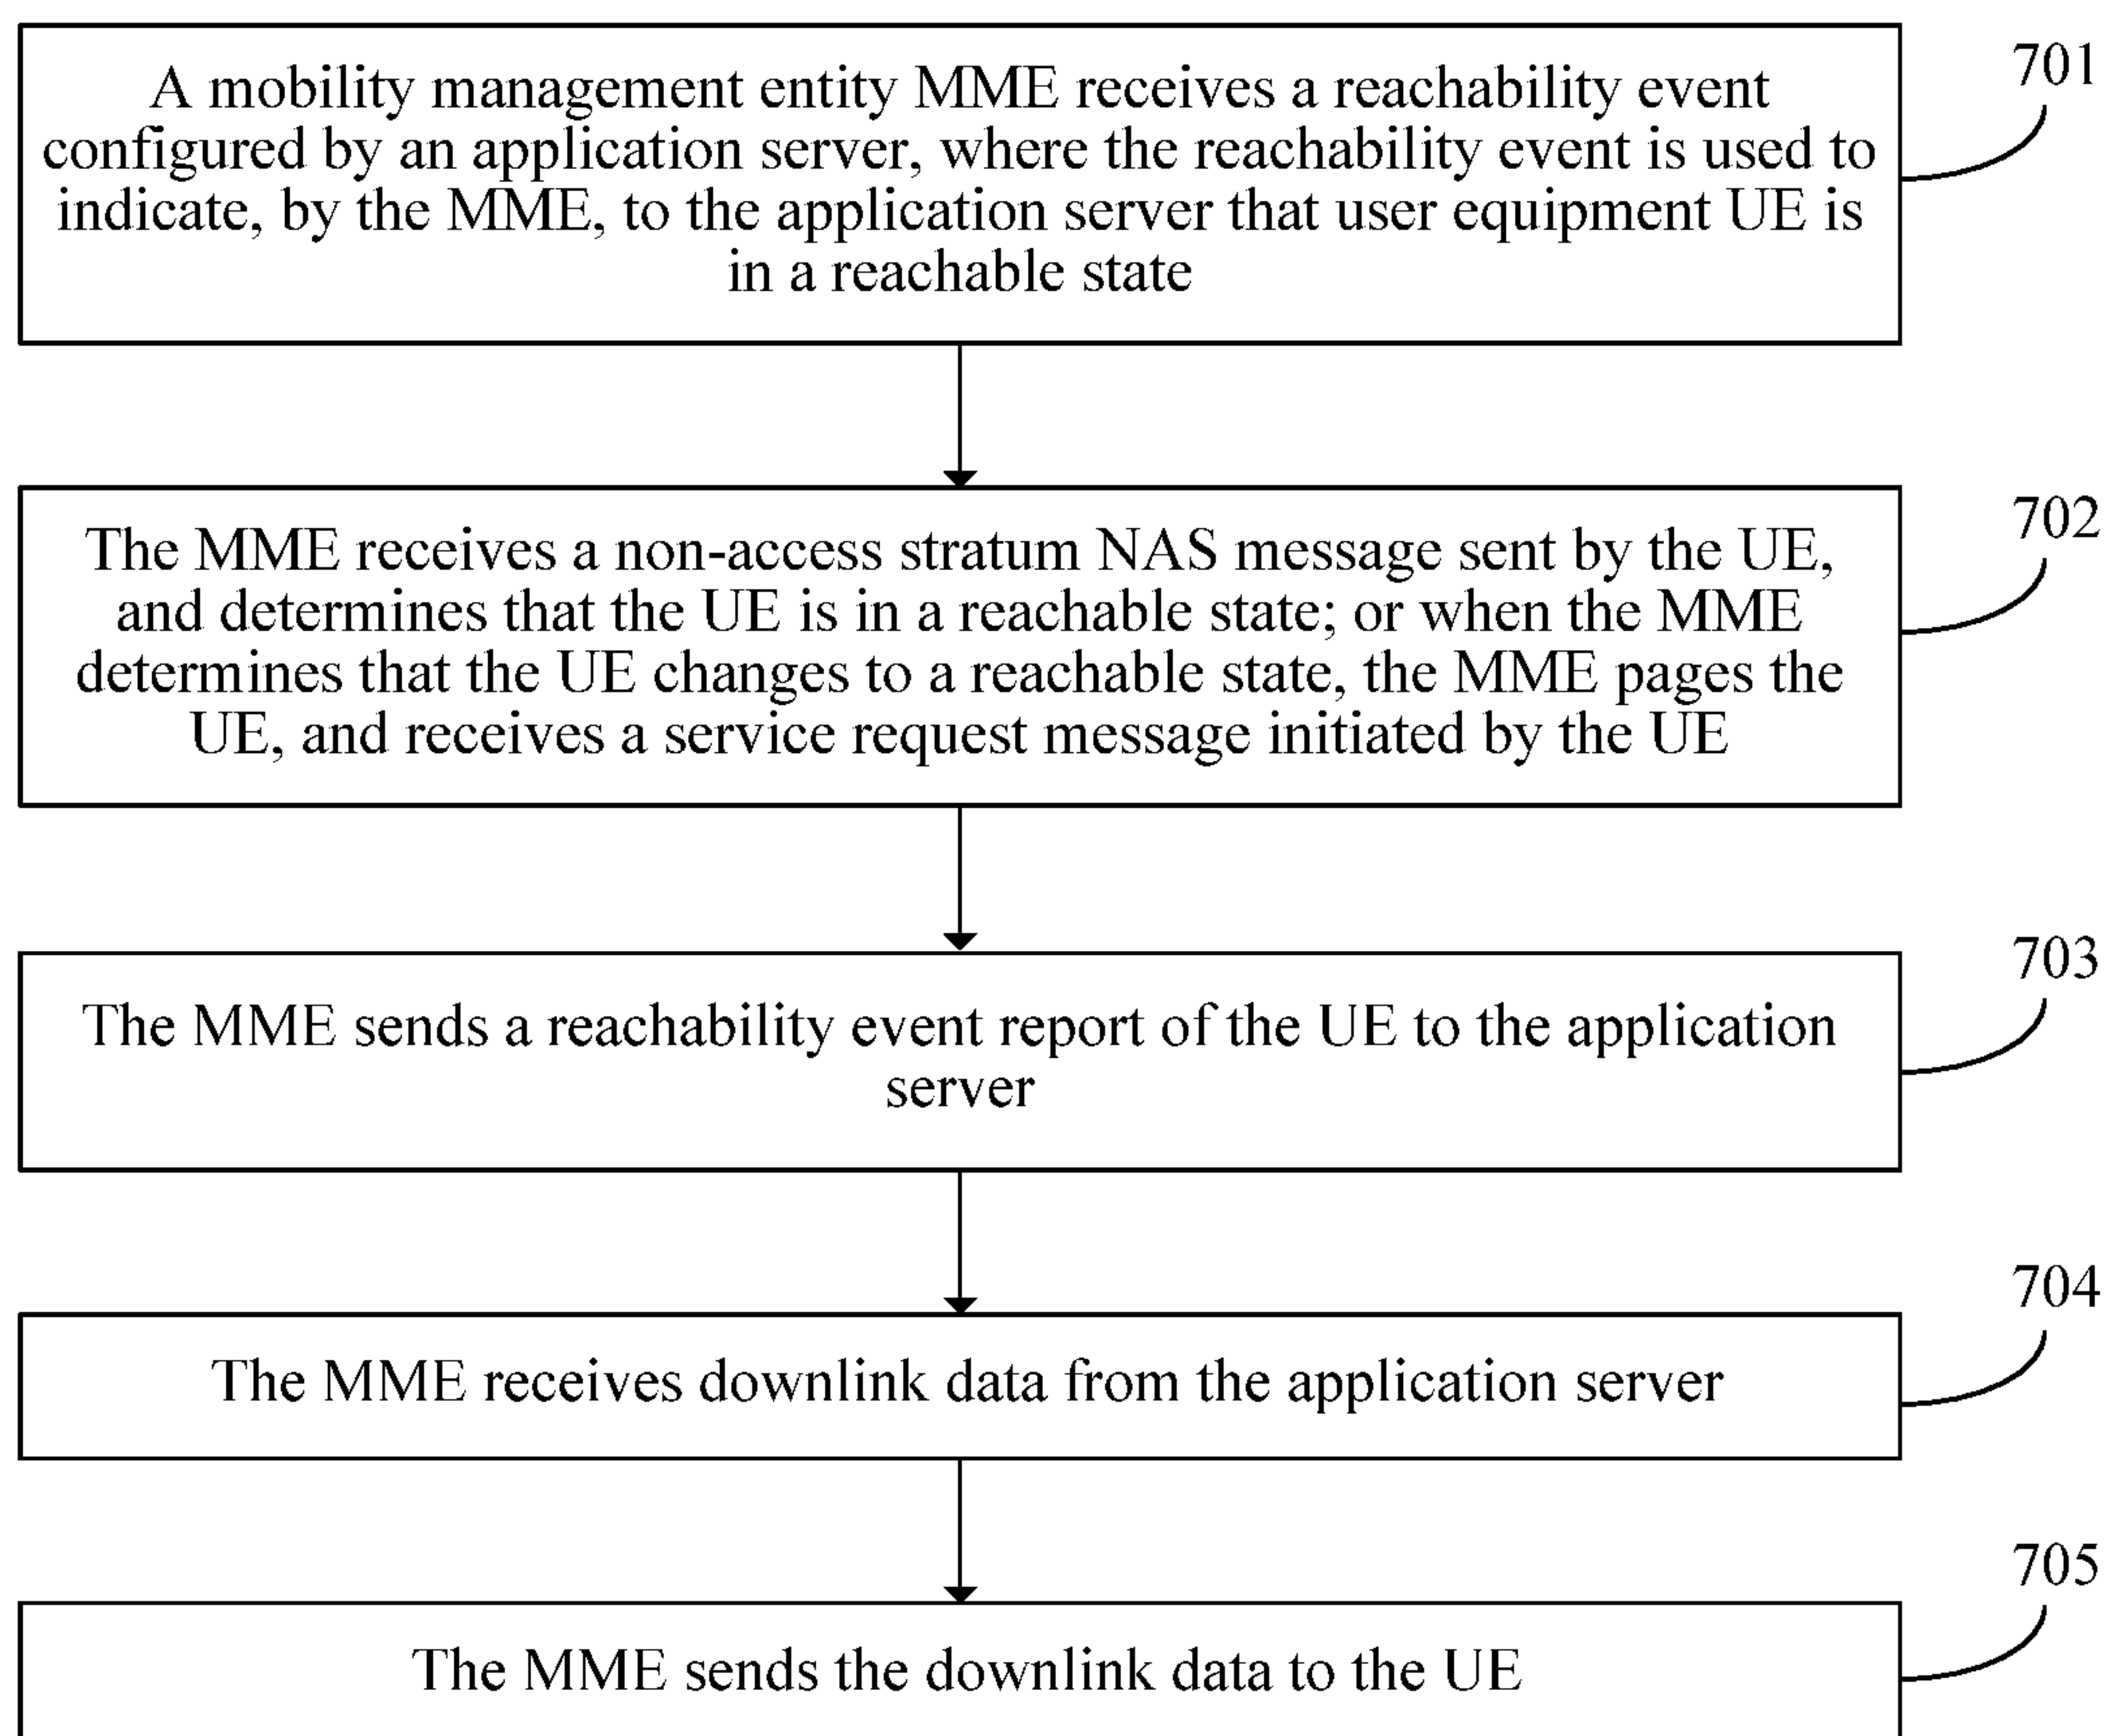 701
A mobility management entity MME receives a reachability event
configured by an application server, where the reachability event is used to
indicate, by the MME, to the application server that user equipment UE is
in a reachable state
702
The MME receives a non-access stratum NAS message sent by the UE,
and determines that the UE is in a reachable state; or when the MME
determines that the UE changes to a reachable state, the MME pages the
UE, and receives a service request message initiated by the UE
703
The MME sends a reachability event report of the UE to the application
server
704
The MME receives downlink data from the application server
705
The MME sends the downlink data to the UE